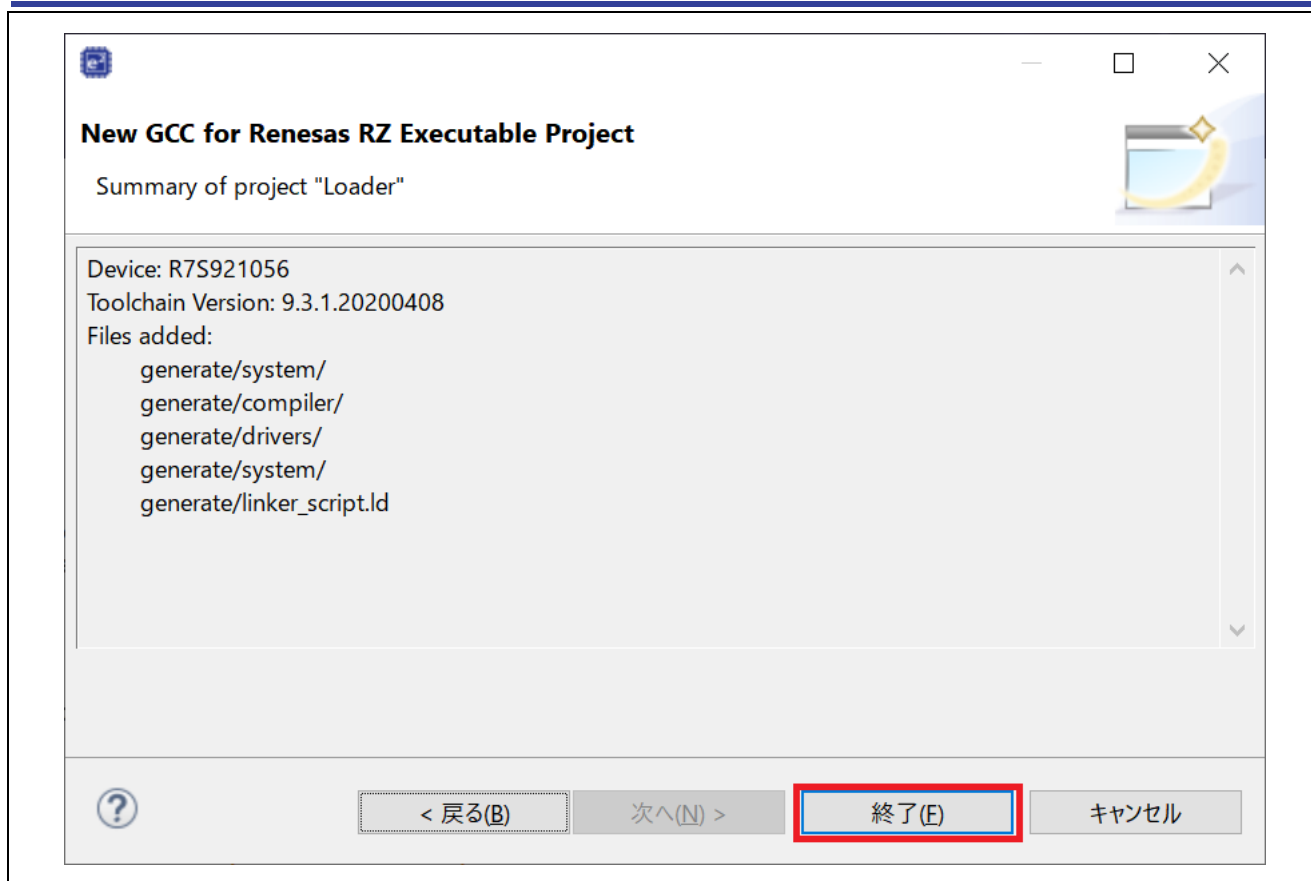 New GCC for Renesas RZ Executable Project
Summary of project "Loader"
Device: R7S921056
Toolchain Version: 9.3.1.20200408
Files added:
generate/system/
generate/compiler/
generate/drivers/
generate/system/
generate/linker_script.ld
< 戻る(B) 次へ(N) > 終了(F) キャンセル